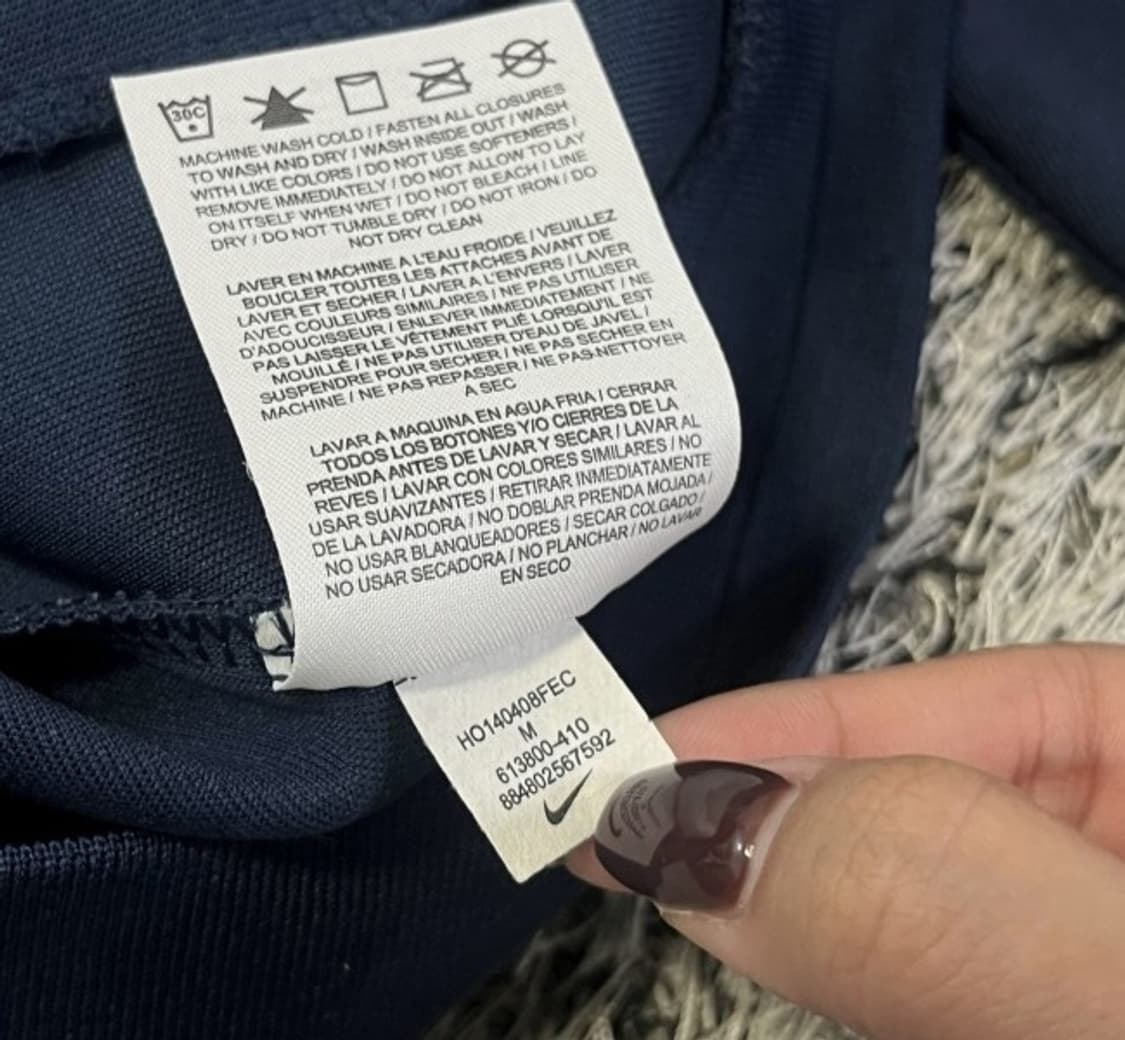 30C
MACHINE WASH COLD / FASTEN ALL CLOSURES
TO WASH AND DRY / WASH INSIDE OUT / WASH
WITH LIKE COLORS / DO NOT USE SOFTENERS /
REMOVE IMMEDIATELY / DO NOT ALLOW TO LAY
ON ITSELF WHEN WET / DO NOT BLEACH / LINE
DRY / DO NOT TUMBLE DRY / DO NOT IRON / DO
NOT DRY CLEAN
LAVER EN MACHINE A L'EAU FROIDE / VEUILLEZ
BOUCLER TOUTES LES ATTACHES AVANT DE
LAVER ET SECHER / LAVER A L'ENVERS / LAVER
AVEC COULEURS SIMILAIRES / NE PAS UTILISER
D'ADOUCISSEUR / ENLEVER IMMEDIATEMENT / NE
PAS LAISSER LE VÊTEMENT PLIÉ LORSQU'IL EST
MOUILLÉ / NE PAS UTILISER D'EAU DE JAVEL /
SUSPENDRE POUR SECHER / NE PAS SECHER EN
MACHINE / NE PAS REPASSER / NE PAS NETTOYER
A SEC
LAVAR A MAQUINA EN AGUA FRIA / CERRAR
TODOS LOS BOTONES Y/O CIERRES DE LA
PRENDA ANTES DE LAVAR Y SECAR / LAVAR AL
REVES / LAVAR CON COLORES SIMILARES / NO
USAR SUAVIZANTES / RETIRAR INMEDIATAMENTE
DE LA LAVADORA / NO DOBLAR PRENDA MOJADA /
NO USAR BLANQUEADORES / SECAR COLGADO /
NO USAR SECADORA / NO PLANCHAR / NO LAVAR
EN SECO
HO140408FEC
M
613800-410
884802567592